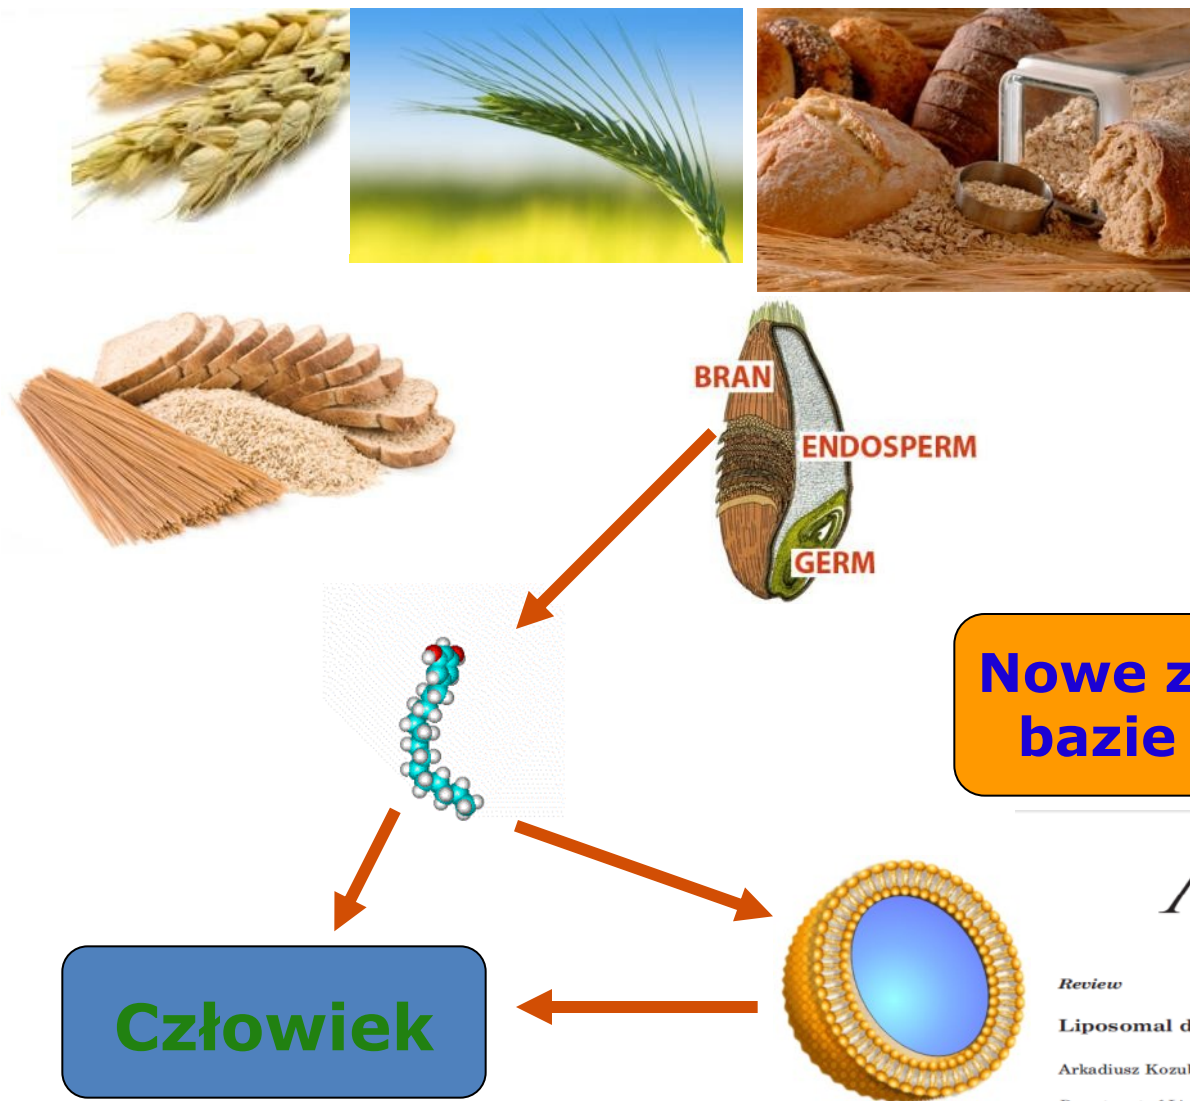 BRAN
ENDOSPERM
GERM
Nowe z
bazie
Człowiek
Review
Liposomal d
Arkadiusz Kozu